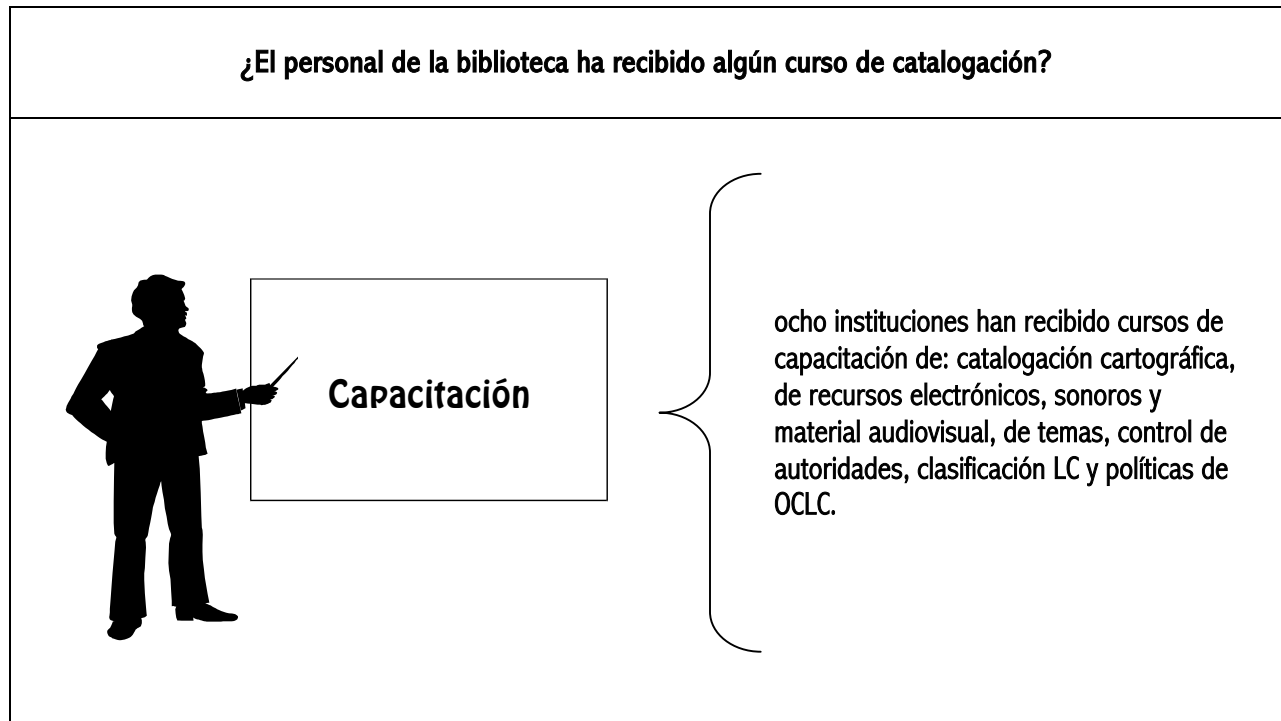 ¿El personal de la biblioteca ha recibido algún curso de catalogación?
Capacitación
ocho instituciones han recibido cursos de
capacitación de: catalogación cartográfica,
de recursos electrónicos, sonoros y
material audiovisual, de temas, control de
autoridades, clasificación LC y políticas de
OCLC.